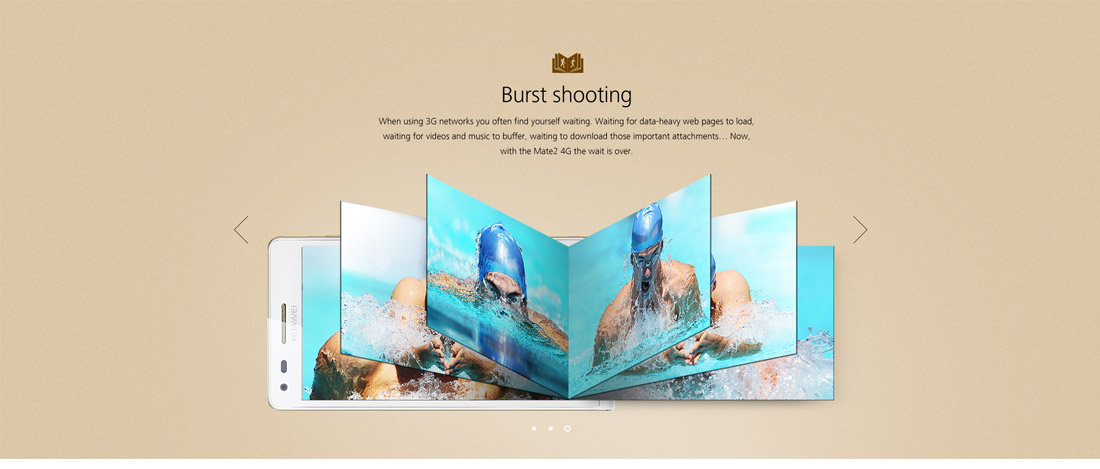 Burst shooting
When using 3G networks you often find yourself waiting. Waiting for data-heavy web pages to load,
waiting for videos and music to buffer, waiting to download those important attachments… Now,
with the Mate2 4G the wait is over.
HUAWEI